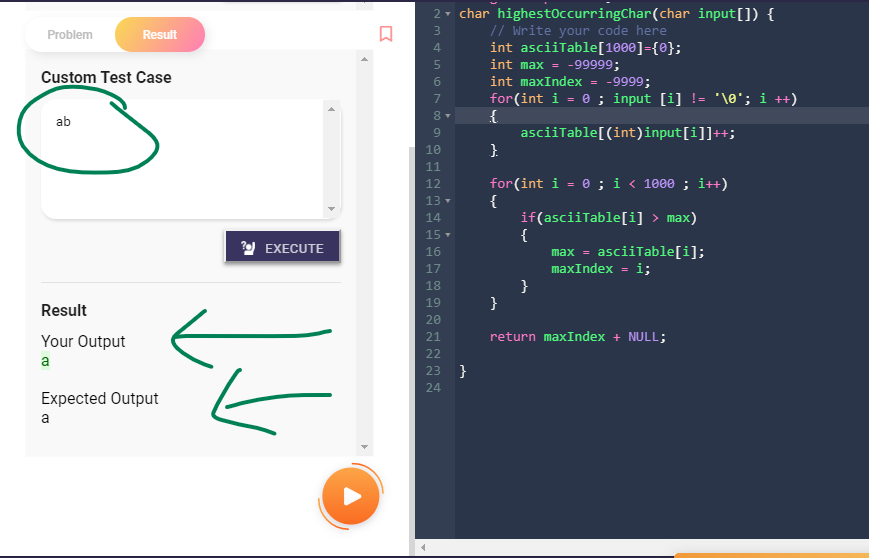 Problem
Result
Custom Test Case
ab
EXECUTE
Result
Your Output
a
Expected Output
a
2 char highestOccurringChar(char input[]) {
3 // Write your code here
4 int asciiTable[1000]={0};
5 int max = -99999;
6 int maxIndex = -9999;
7 for(int i = 0 ; input [i] != '\0'; i ++)
8 {
9 asciiTable[(int)input[i]]++;
10 }
11
12 for(int i = 0 ; i < 1000 ; i++)
13 {
14 if(asciiTable[i] > max)
15 {
16 max = asciiTable[i];
17 maxIndex = i;
18 }
19 }
20
21 return maxIndex + NULL;
22
23 }
24